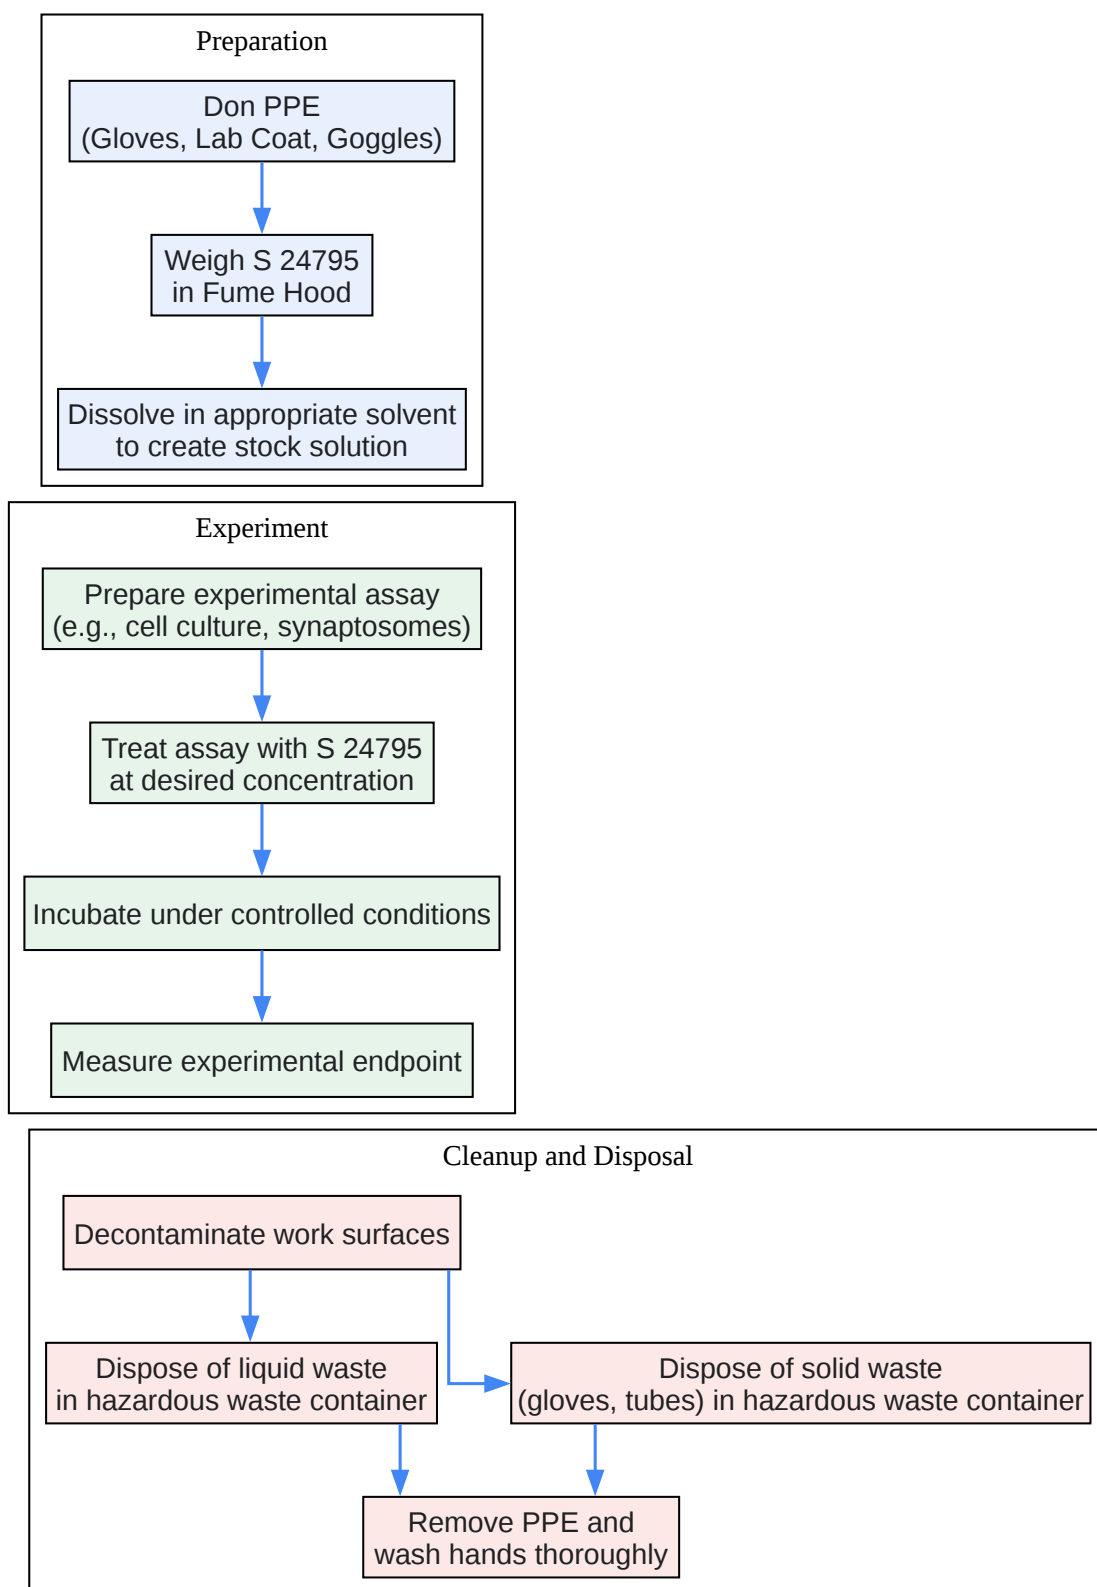 Preparation
Don PPE
(Gloves, Lab Coat, Goggles)
Weigh S 24795
in Fume Hood
Dissolve in appropriate solvent
to create stock solution
Experiment
Prepare experimental assay
(e.g., cell culture, synaptosomes)
Treat assay with S 24795
at desired concentration
Incubate under controlled conditions
Measure experimental endpoint
Cleanup and Disposal
Decontaminate work surfaces
Dispose of liquid waste
in hazardous waste container
Dispose of solid waste
(gloves, tubes) in hazardous waste container
Remove PPE and
wash hands thoroughly